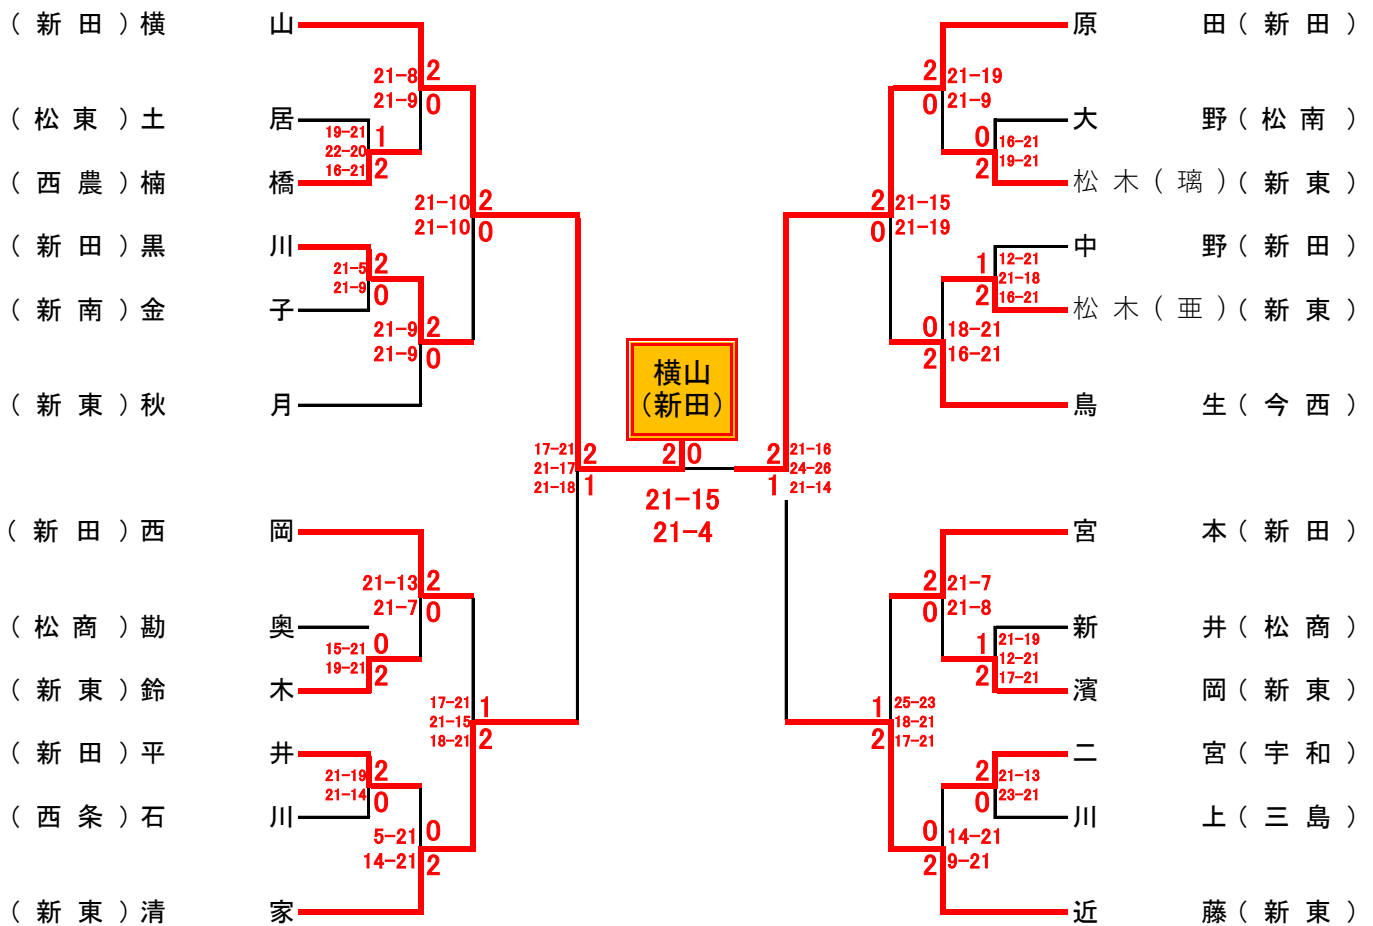 (新田)横山
21-8 2
21-9 0
(松東)土居
19-21 1
22-20
16-21 2
(西農)楠橋
21-10 2
21-10 0
(新田)黒川
21-5 2
21-9 0
(新南)金子
21-9 2
21-9 0
(新東)秋月
17-21 2
21-17
21-18 1
(新田)西岡
21-13 2
21-7 0
(松商)勘奥
15-21 0
19-21 2
(新東)鈴木
17-21 1
21-15
18-21 2
(新田)平井
21-19 2
21-14 0
(西条)石川
5-21 0
14-21 2
(新東)清家
横山
(新田)
2 0
21-15
21-4
原田(新田)
2 21-19
0 21-9
大野(松南)
0 16-21
2 19-21
松木(璃)(新東)
2 21-15
0 21-19
中野(新田)
1 12-21
21-18
2 16-21
松木(亜)(新東)
0 18-21
2 16-21
鳥生(今西)
2 21-16
24-26
1 21-14
宮本(新田)
2 21-7
0 21-8
新井(松商)
1 21-19
12-21
2 17-21
濱岡(新東)
1 25-23
18-21
2 17-21
二宮(宇和)
2 21-13
0 23-21
川上(三島)
0 14-21
2 9-21
近藤(新東)